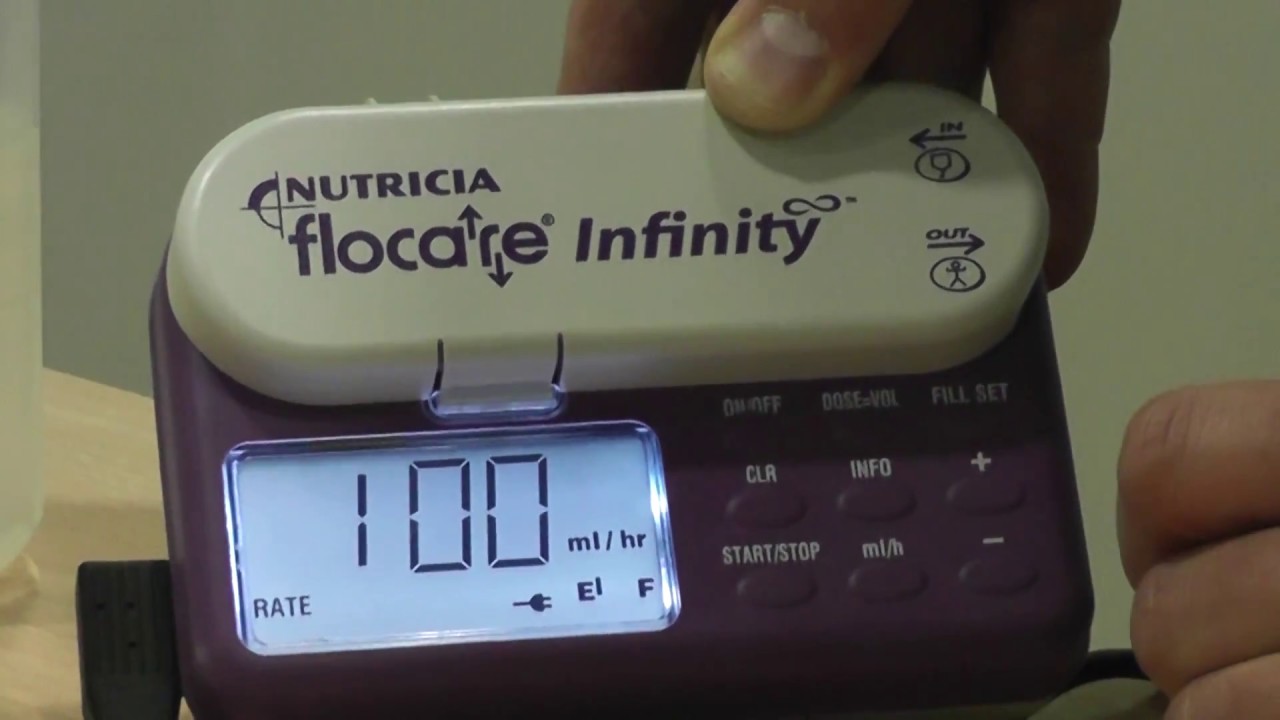 NUTRICIA
flocare® Infinity™
IN
OUT
ON/OFF DOSE=VOL FILL SET
CLR INFO +
START/STOP ml/h −
100 ml/hr
RATE EI F